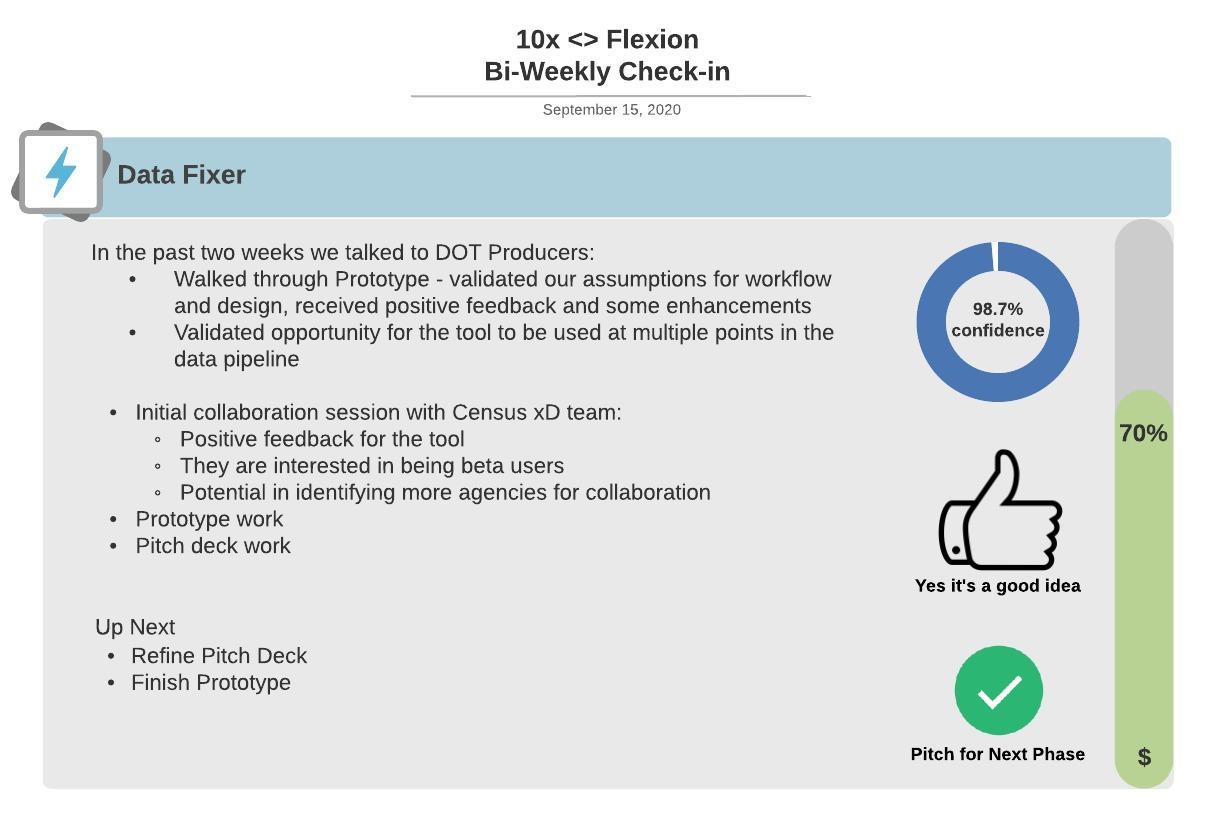 10x <> Flexion
Bi-Weekly Check-in
September 15, 2020
Data Fixer
In the past two weeks we talked to DOT Producers:
• Walked through Prototype - validated our assumptions for workflow
and design, received positive feedback and some enhancements
• Validated opportunity for the tool to be used at multiple points in the
data pipeline
• Initial collaboration session with Census xD team:
◦ Positive feedback for the tool
◦ They are interested in being beta users
◦ Potential in identifying more agencies for collaboration
• Prototype work
• Pitch deck work
Up Next
• Refine Pitch Deck
• Finish Prototype
98.7%
confidence
Yes it's a good idea
Pitch for Next Phase
70%
$